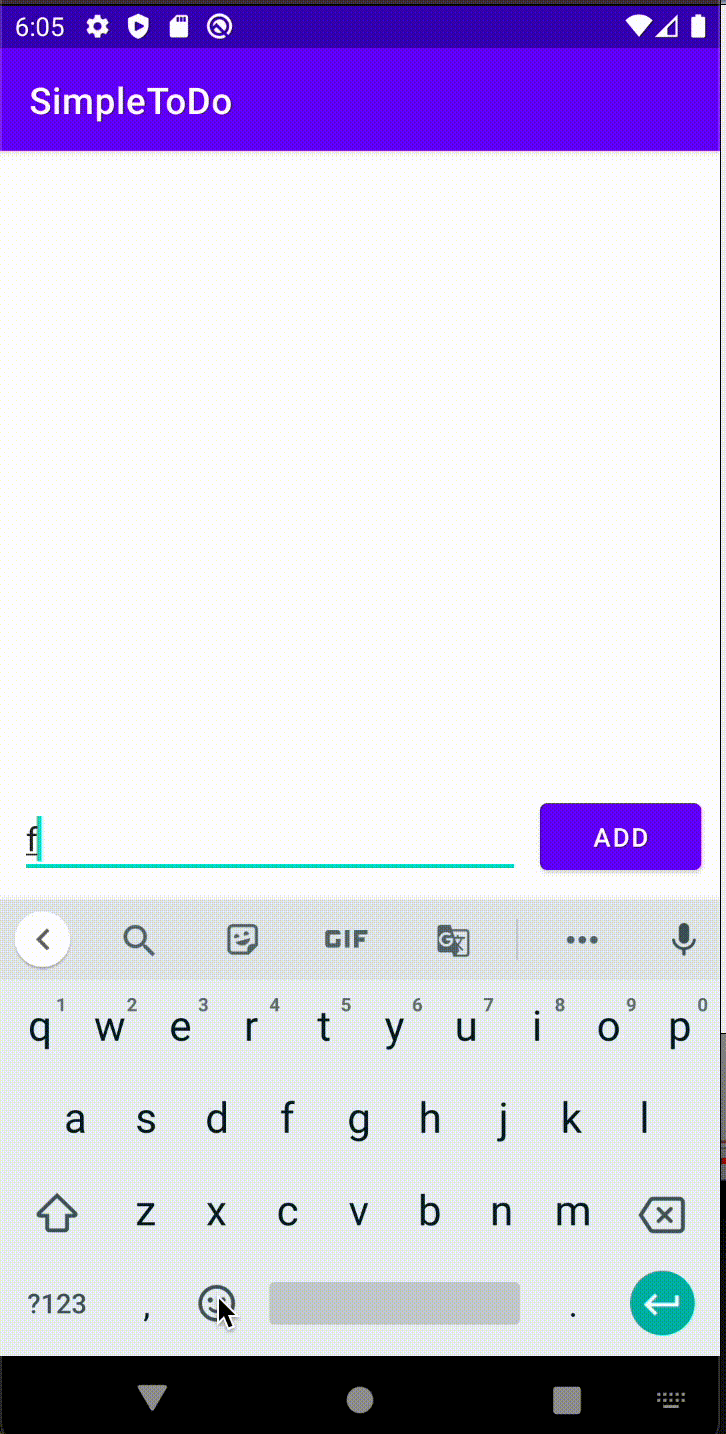 6:05
SimpleToDo
f
ADD
GIF
G
1 2 3 4 5 6 7 8 9 0
q w e r t y u i o p
a s d f g h j k l
z x c v b n m
?123 , .